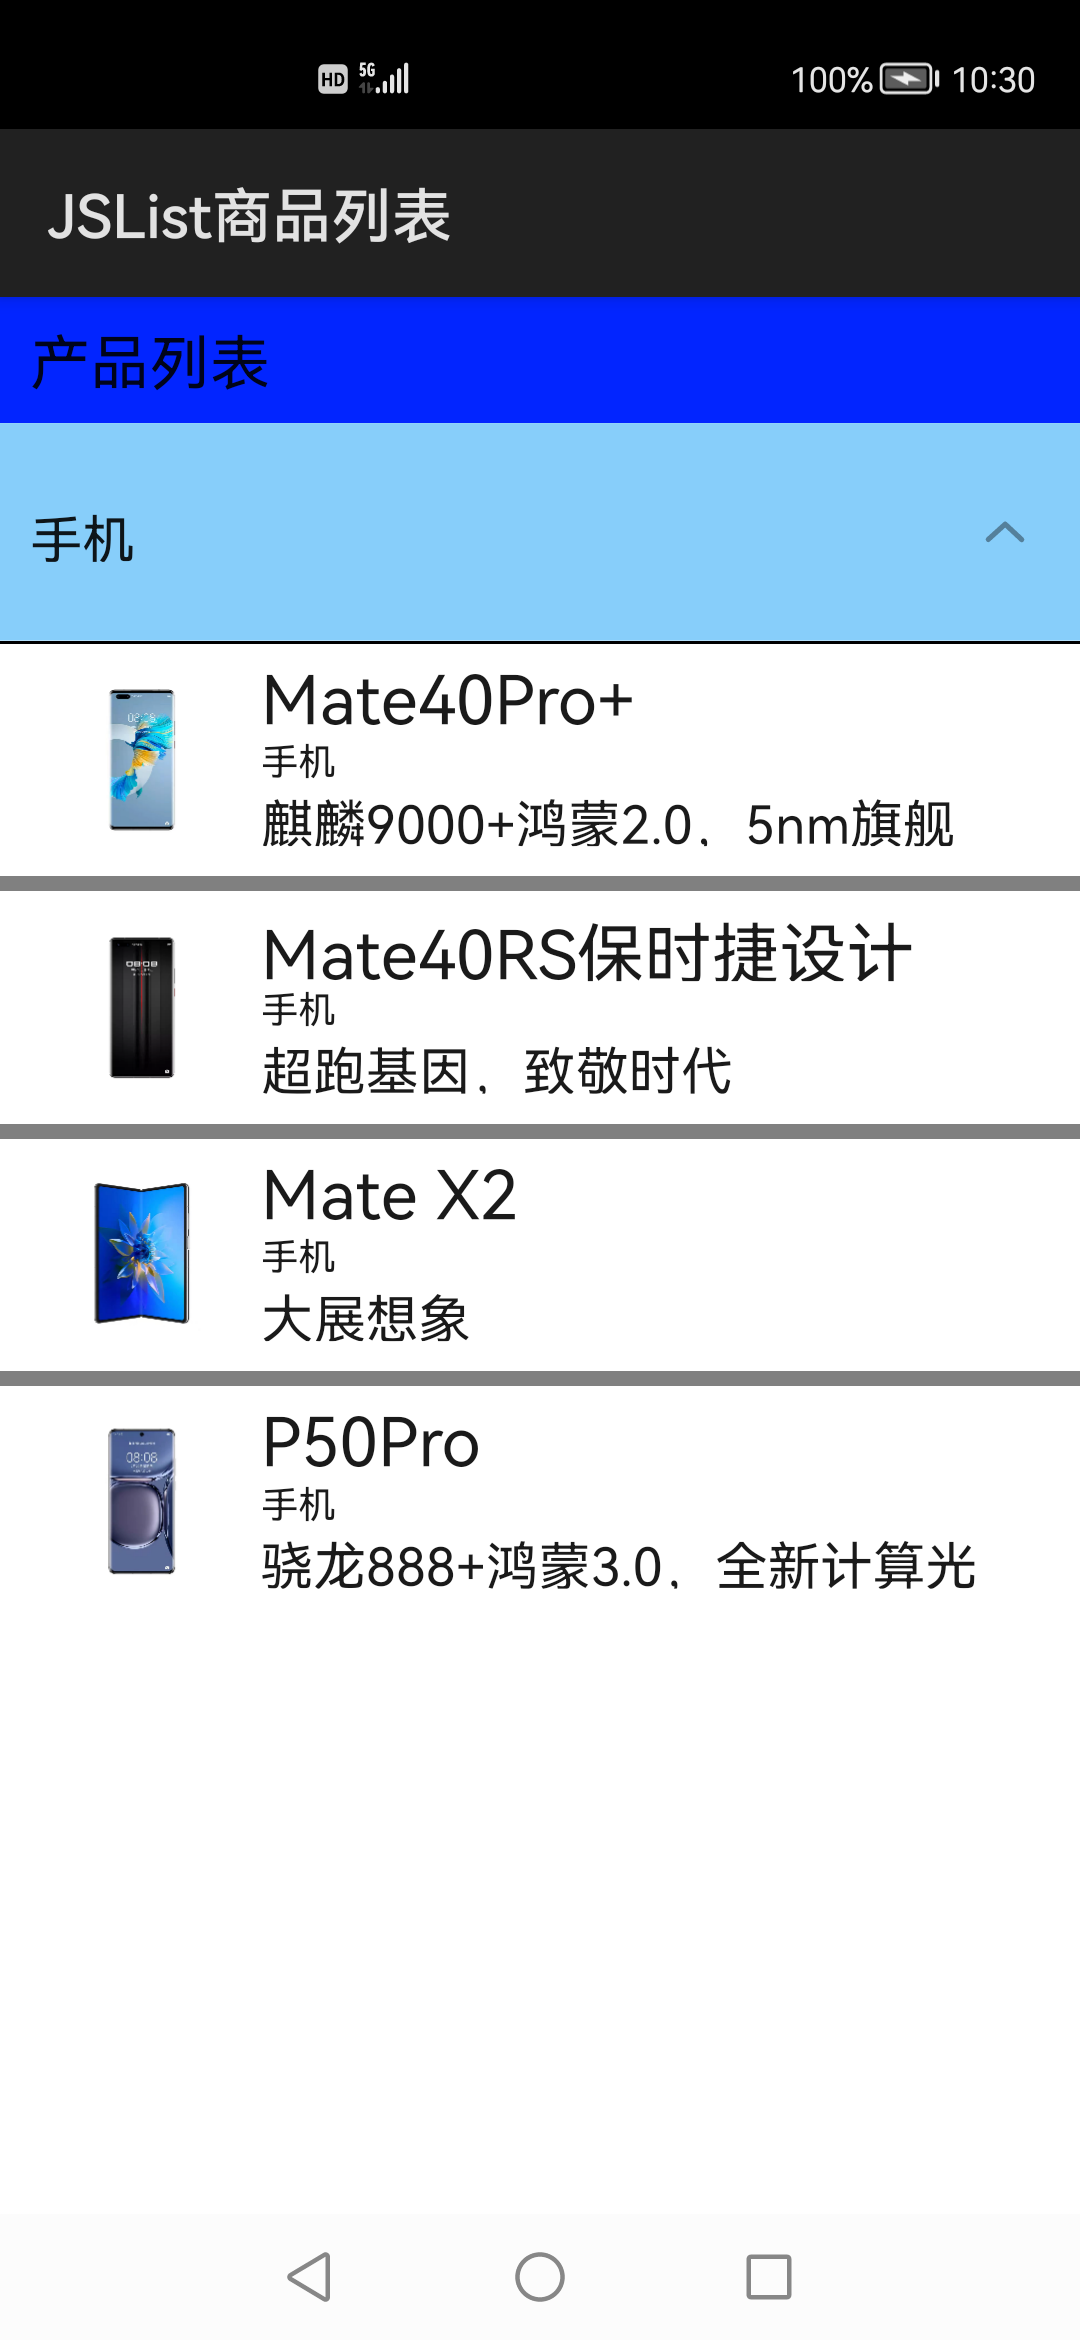 HD 5G 100% 10:30
JSList商品列表
产品列表
手机
Mate40Pro+
手机
麒麟9000+鸿蒙2.0，5nm旗舰
Mate40RS保时捷设计
手机
超跑基因，致敬时代
Mate X2
手机
大展想象
P50Pro
手机
骁龙888+鸿蒙3.0，全新计算光
08:08